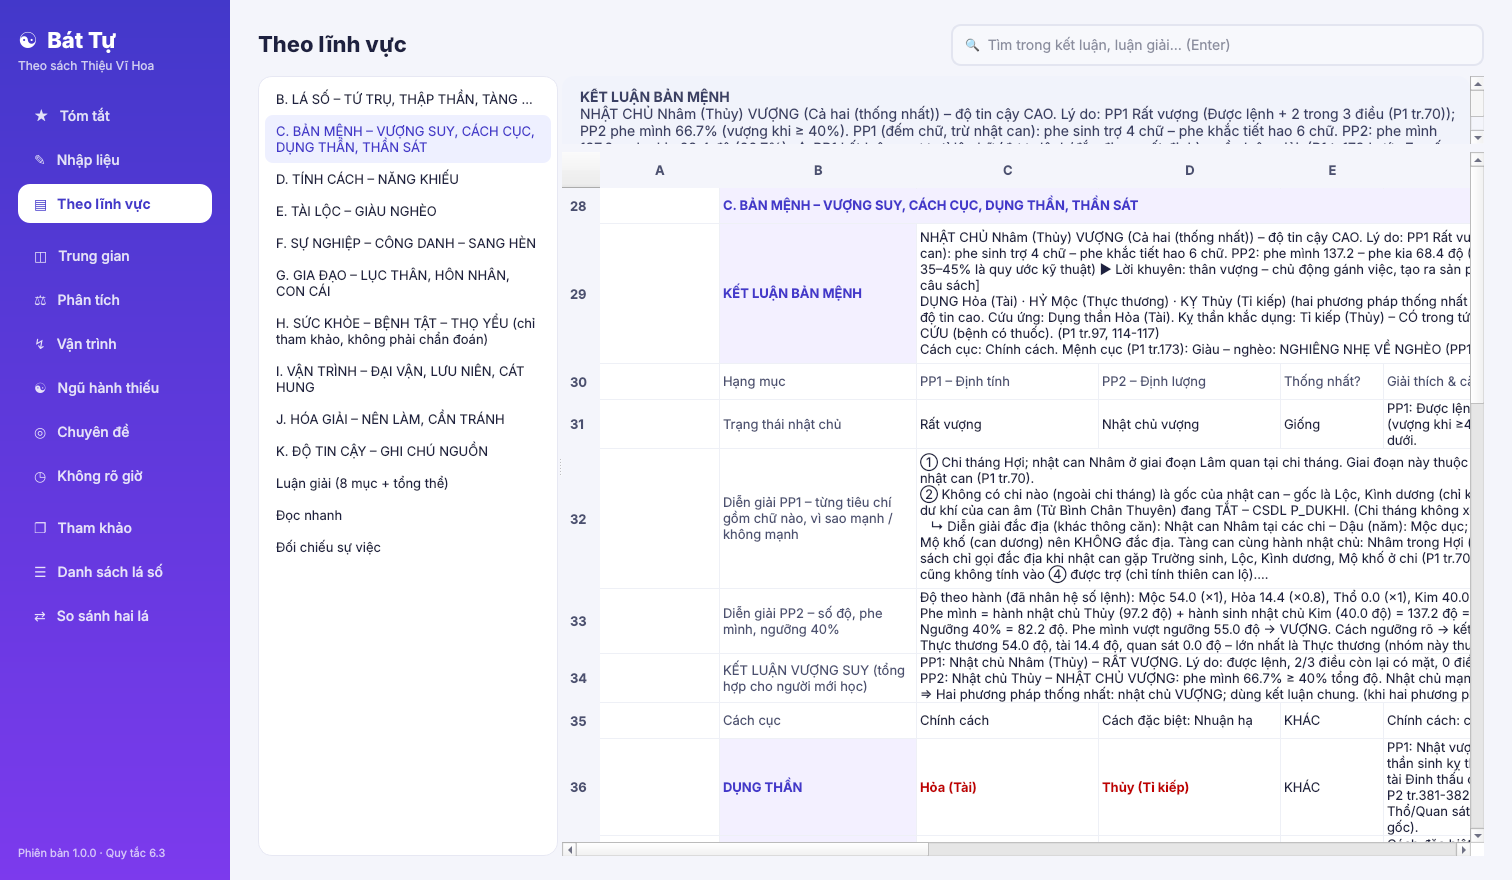 ☯ Bát Tự
Theo sách Thiệu Vĩ Hoa
★ Tóm tắt
✎ Nhập liệu
▤ Theo lĩnh vực
◫ Trung gian
⚖ Phân tích
↯ Vận trình
☯ Ngũ hành thiếu
◎ Chuyên đề
◷ Không rõ giờ
❐ Tham khảo
☰ Danh sách lá số
⇄ So sánh hai lá
Phiên bản 1.0.0 · Quy tắc 6.3
Theo lĩnh vực
🔍 Tìm trong kết luận, luận giải... (Enter)
B. LÁ SỐ – TỨ TRỤ, THẬP THẦN, TÀNG ...
C. BẢN MỆNH – VƯỢNG SUY, CÁCH CỤC,
DỤNG THẦN, THẦN SÁT
D. TÍNH CÁCH – NĂNG KHIẾU
E. TÀI LỘC – GIÀU NGHÈO
F. SỰ NGHIỆP – CÔNG DANH – SANG HÈN
G. GIA ĐẠO – LỤC THÂN, HÔN NHÂN,
CON CÁI
H. SỨC KHỎE – BỆNH TẬT – THỌ YỂU (chỉ
tham khảo, không phải chẩn đoán)
I. VẬN TRÌNH – ĐẠI VẬN, LƯU NIÊN, CÁT
HUNG
J. HÓA GIẢI – NÊN LÀM, CẦN TRÁNH
K. ĐỘ TIN CẬY – GHI CHÚ NGUỒN
Luận giải (8 mục + tổng thể)
Đọc nhanh
Đối chiếu sự việc
KẾT LUẬN BẢN MỆNH
NHẬT CHỦ Nhâm (Thủy) VƯỢNG (Cả hai (thống nhất)) – độ tin cậy CAO. Lý do: PP1 Rất vượng (Được lệnh + 2 trong 3 điều (P1 tr.70));
PP2 phe mình 66.7% (vượng khi ≥ 40%). PP1 (đếm chữ, trừ nhật can): phe sinh trợ 4 chữ – phe khắc tiết hao 6 chữ. PP2: phe mình
A B C D E
28 C. BẢN MỆNH – VƯỢNG SUY, CÁCH CỤC, DỤNG THẦN, THẦN SÁT
29 KẾT LUẬN BẢN MỆNH
NHẬT CHỦ Nhâm (Thủy) VƯỢNG (Cả hai (thống nhất)) – độ tin cậy CAO. Lý do: PP1 Rất vư
can): phe sinh trợ 4 chữ – phe khắc tiết hao 6 chữ. PP2: phe mình 137.2 – phe kia 68.4 độ (
35–45% là quy ước kỹ thuật) ▶ Lời khuyên: thân vượng – chủ động gánh việc, tạo ra sản p
câu sách]
DỤNG Hỏa (Tài) · HỶ Mộc (Thực thương) · KỴ Thủy (Tỉ kiếp) (hai phương pháp thống nhất
độ tin cao. Cứu ứng: Dụng thần Hỏa (Tài). Kỵ thần khắc dụng: Tỉ kiếp (Thủy) – CÓ trong tứ
CỨU (bệnh có thuốc). (P1 tr.97, 114-117)
Cách cục: Chính cách. Mệnh cục (P1 tr.173): Giàu – nghèo: NGHIÊNG NHẸ VỀ NGHÈO (PP1
30 Hạng mục PP1 – Định tính PP2 – Định lượng Thống nhất? Giải thích & că
31 Trạng thái nhật chủ Rất vượng Nhật chủ vượng Giống
PP1: Được lện
(vượng khi ≥4
dưới.
32 Diễn giải PP1 – từng tiêu chí
gồm chữ nào, vì sao mạnh /
không mạnh
① Chi tháng Hợi; nhật can Nhâm ở giai đoạn Lâm quan tại chi tháng. Giai đoạn này thuộc
nhật can (P1 tr.70).
② Không có chi nào (ngoài chi tháng) là gốc của nhật can – gốc là Lộc, Kình dương (chỉ k
dư khí của can âm (Tử Bình Chân Thuyên) đang TẮT – CSDL P_DUKHI. (Chi tháng không x
↳ Diễn giải đắc địa (khác thông căn): Nhật can Nhâm tại các chi – Dậu (năm): Mộc dục;
Mộ khố (can dương) nên KHÔNG đắc địa. Tàng can cùng hành nhật chủ: Nhâm trong Hợi (
sách chỉ gọi đắc địa khi nhật can gặp Trường sinh, Lộc, Kình dương, Mộ khố ở chi (P1 tr.70
cũng không tính vào ④ được trợ (chỉ tính thiên can lộ)....
33 Diễn giải PP2 – số độ, phe
mình, ngưỡng 40%
Độ theo hành (đã nhân hệ số lệnh): Mộc 54.0 (×1), Hỏa 14.4 (×0.8), Thổ 0.0 (×1), Kim 40.0
Phe mình = hành nhật chủ Thủy (97.2 độ) + hành sinh nhật chủ Kim (40.0 độ) = 137.2 độ =
Ngưỡng 40% = 82.2 độ. Phe mình vượt ngưỡng 55.0 độ → VƯỢNG. Cách ngưỡng rõ → kết
Thực thương 54.0 độ, tài 14.4 độ, quan sát 0.0 độ – lớn nhất là Thực thương (nhóm này thu
34 KẾT LUẬN VƯỢNG SUY (tổng
hợp cho người mới học)
PP1: Nhật chủ Nhâm (Thủy) – RẤT VƯỢNG. Lý do: được lệnh, 2/3 điều còn lại có mặt, 0 điề
PP2: Nhật chủ Thủy – NHẬT CHỦ VƯỢNG: phe mình 66.7% ≥ 40% tổng độ. Nhật chủ mạn
⇒ Hai phương pháp thống nhất: nhật chủ VƯỢNG; dùng kết luận chung. (khi hai phương p
35 Cách cục Chính cách Cách đặc biệt: Nhuận hạ KHÁC Chính cách: c
36 DỤNG THẦN Hỏa (Tài) Thủy (Tỉ kiếp) KHÁC
PP1: Nhật vượ
thần sinh kỵ t
tài Đinh thấu
P2 tr.381-382
Thổ/Quan sát
gốc).